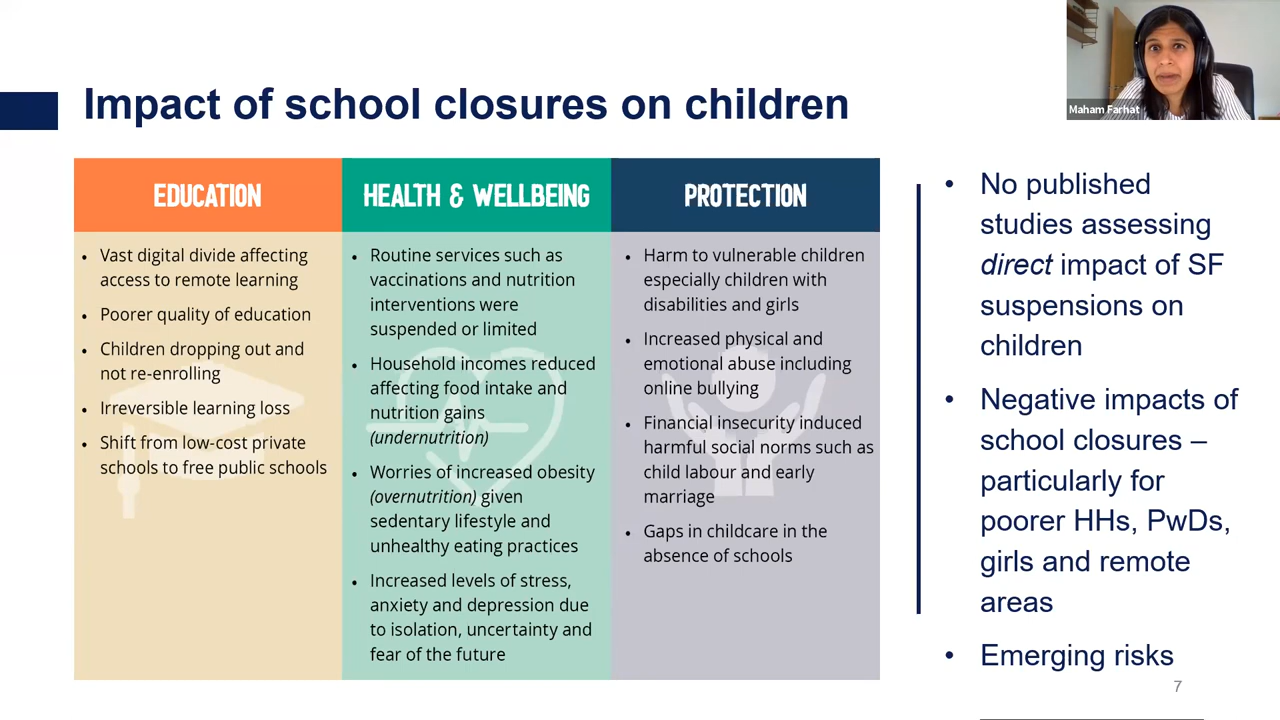 Maham Farhat
Impact of school closures on children
EDUCATION
• Vast digital divide affecting
access to remote learning
• Poorer quality of education
• Children dropping out and
not re-enrolling
• Irreversible learning loss
• Shift from low-cost private
schools to free public schools
HEALTH & WELLBEING
• Routine services such as
vaccinations and nutrition
interventions were
suspended or limited
• Household incomes reduced
affecting food intake and
nutrition gains
(undernutrition)
• Worries of increased obesity
(overnutrition) given
sedentary lifestyle and
unhealthy eating practices
• Increased levels of stress,
anxiety and depression due
to isolation, uncertainty and
fear of the future
PROTECTION
• Harm to vulnerable children
especially children with
disabilities and girls
• Increased physical and
emotional abuse including
online bullying
• Financial insecurity induced
harmful social norms such as
child labour and early
marriage
• Gaps in childcare in the
absence of schools
• No published
studies assessing
direct impact of SF
suspensions on
children
• Negative impacts of
school closures –
particularly for
poorer HHs, PwDs,
girls and remote
areas
• Emerging risks
7